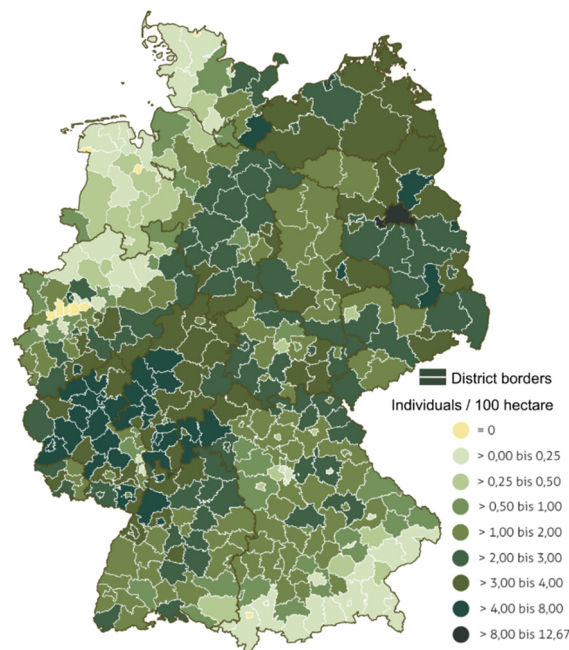 District borders
Individuals / 100 hectare
= 0
> 0,00 bis 0,25
> 0,25 bis 0,50
> 0,50 bis 1,00
> 1,00 bis 2,00
> 2,00 bis 3,00
> 3,00 bis 4,00
> 4,00 bis 8,00
> 8,00 bis 12,67